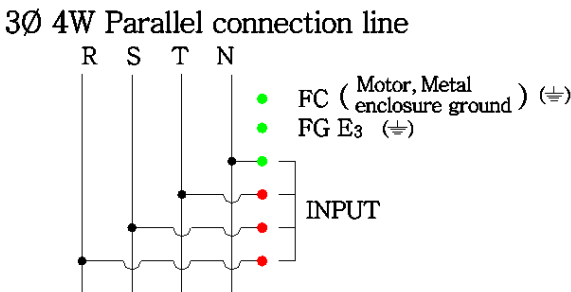 3Ø 4W Parallel connection line
R S T N
FC ( Motor, Metal
enclosure ground ) (⏚)
FG E₃ (⏚)
INPUT